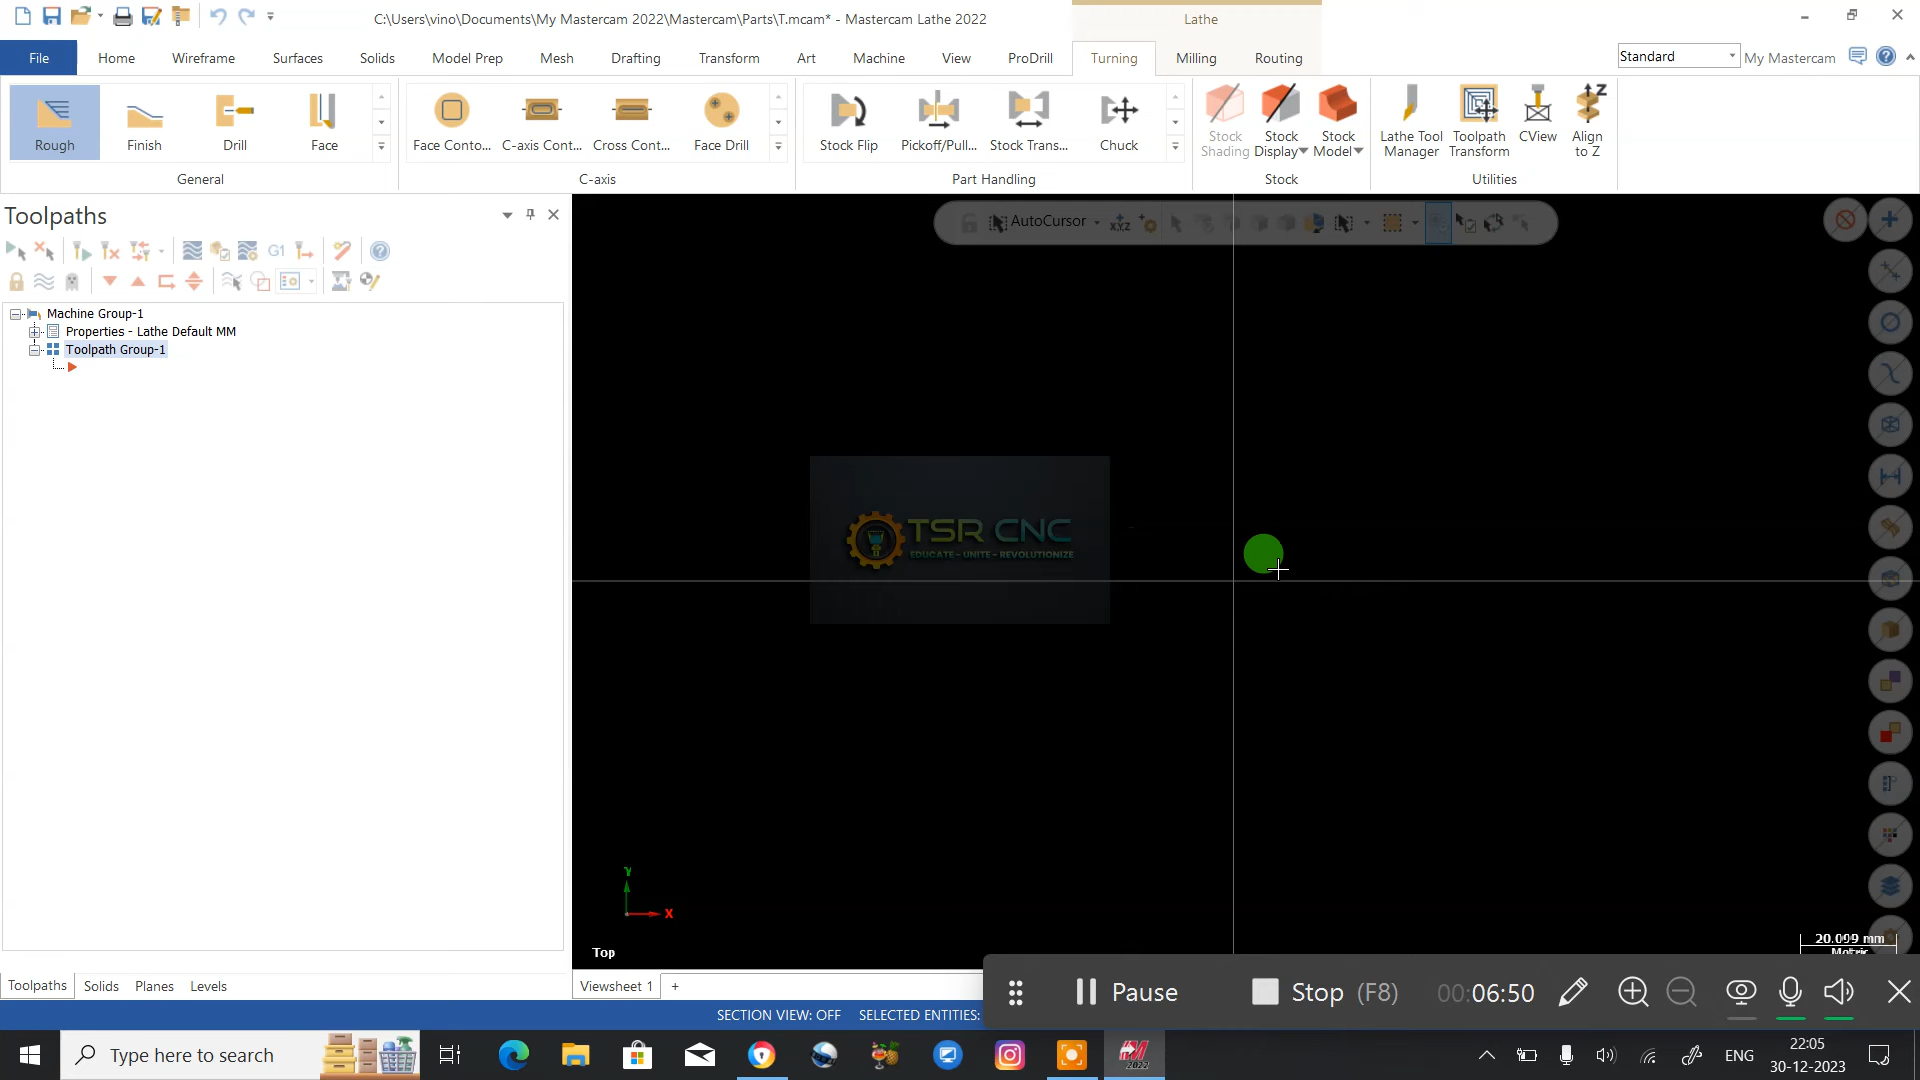 C:\Users\vino\Documents\My Mastercam 2022\Mastercam\Parts\T.mcam* - Mastercam Lathe 2022
Lathe
File Home Wireframe Surfaces Solids Model Prep Mesh Drafting Transform Art Machine View ProDrill Turning Milling Routing
Standard My Mastercam
Rough Finish Drill Face
Face Conto... C-axis Cont... Cross Cont... Face Drill
Stock Flip Pickoff/Pull... Stock Trans... Chuck
Stock Shading
Stock Display
Stock Model
Lathe Tool Manager
Toolpath Transform
CView
Align to Z
General C-axis Part Handling Stock Utilities
Toolpaths
AutoCursor
XYZ
G1
Machine Group-1
Properties - Lathe Default MM
Toolpath Group-1
TSR CNC
EDUCATE - UNITE - REVOLUTIONIZE
Y
X
Top
20.099 mm
Metric
Toolpaths Solids Planes Levels
Viewsheet 1 +
Pause Stop (F8) 00:06:50
SECTION VIEW: OFF SELECTED ENTITIES:
Type here to search
2022
ENG
22:05
30-12-2023